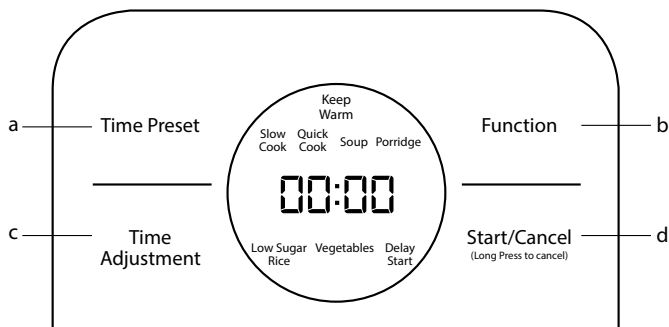 Keep
Warm
a
Time Preset
Slow
Cook
Quick
Cook
Soup
Porridge
Function
b
00:00
c
Time
Adjustment
Low Sugar
Rice
Vegetables
Delay
Start
Start/Cancel
(Long Press to cancel)
d